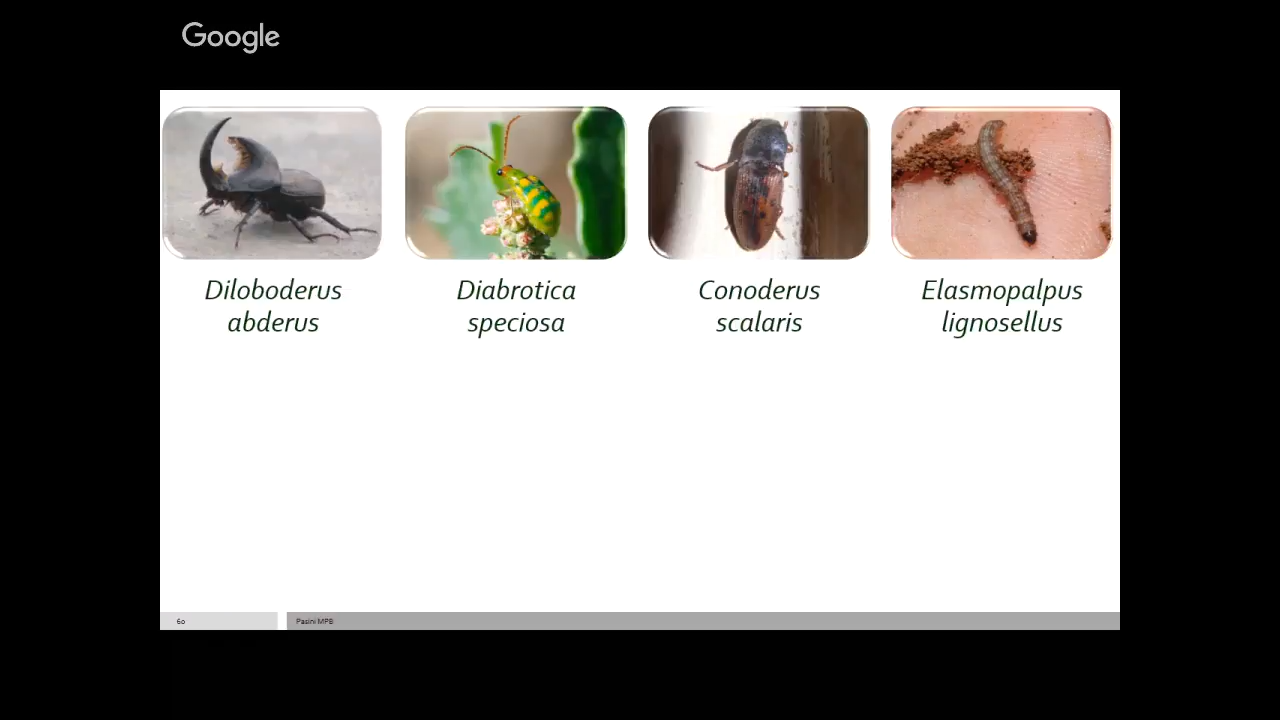 Google
Diloboderus
abderus
Diabrotica
speciosa
Conoderus
scalaris
Elasmopalpus
lignosellus
60
Pasini MPB